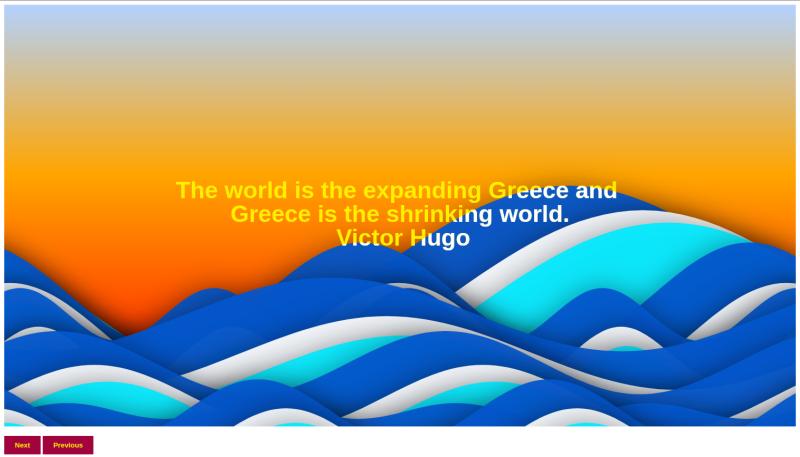 The world is the expanding Greece and
Greece is the shrinking world.
Victor Hugo
Next
Previous